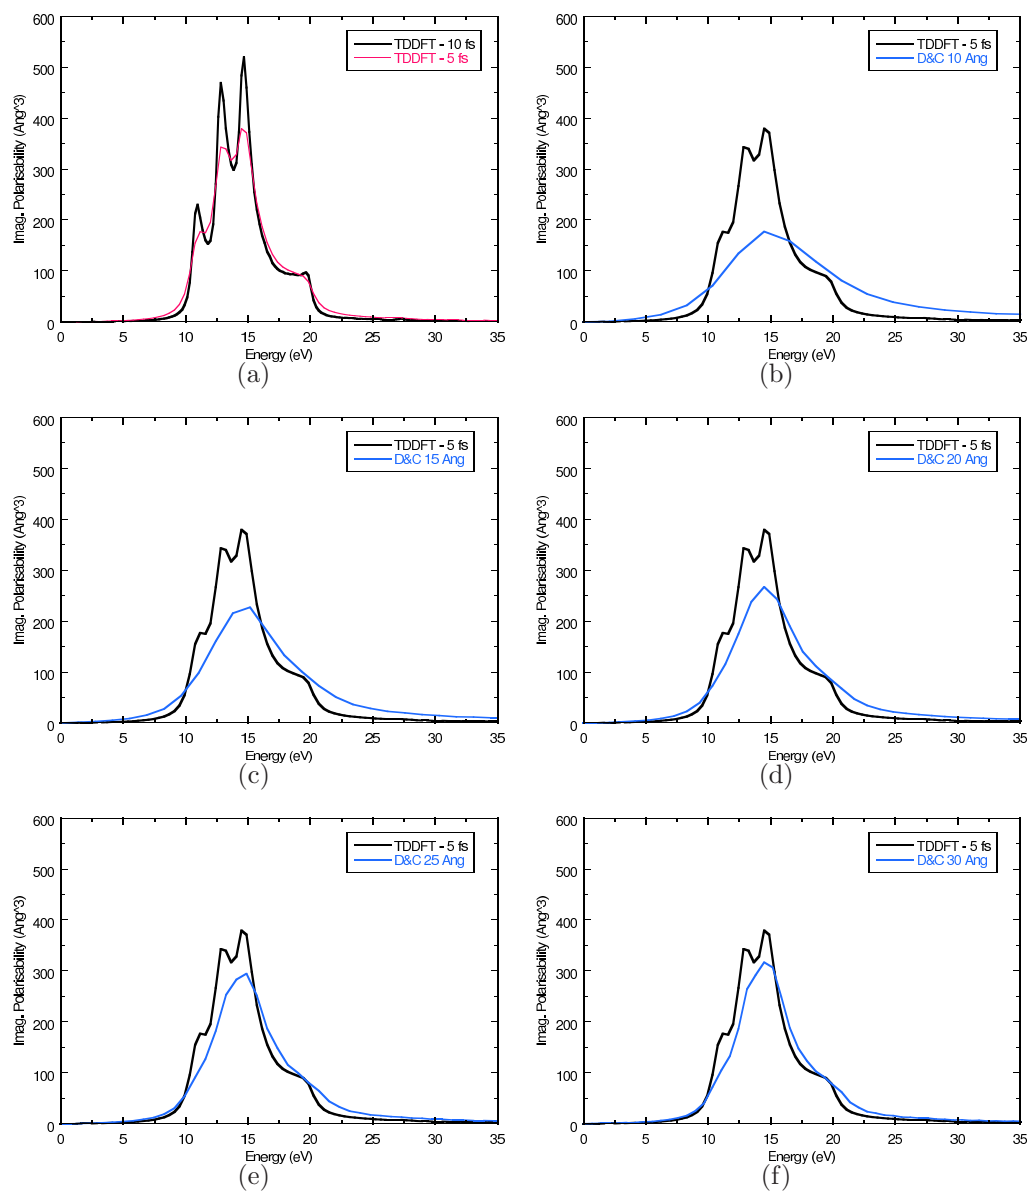 600
500
400
300
200
100
0
Imag. Polarisability (Ang^3)
TDDFT - 10 fs
TDDFT - 5 fs
0 5 10 15 20 25 30 35
Energy (eV)
(a)
600
500
400
300
200
100
0
Imag. Polarisability (Ang^3)
TDDFT - 5 fs
D&C 10 Ang
0 5 10 15 20 25 30 35
Energy (eV)
(b)
600
500
400
300
200
100
0
Imag. Polarisability (Ang^3)
TDDFT - 5 fs
D&C 15 Ang
0 5 10 15 20 25 30 35
Energy (eV)
(c)
600
500
400
300
200
100
0
Imag. Polarisability (Ang^3)
TDDFT - 5 fs
D&C 20 Ang
0 5 10 15 20 25 30 35
Energy (eV)
(d)
600
500
400
300
200
100
0
Imag. Polarisability (Ang^3)
TDDFT - 5 fs
D&C 25 Ang
0 5 10 15 20 25 30 35
Energy (eV)
(e)
600
500
400
300
200
100
0
Imag. Polarisability (Ang^3)
TDDFT - 5 fs
D&C 30 Ang
0 5 10 15 20 25 30 35
Energy (eV)
(f)